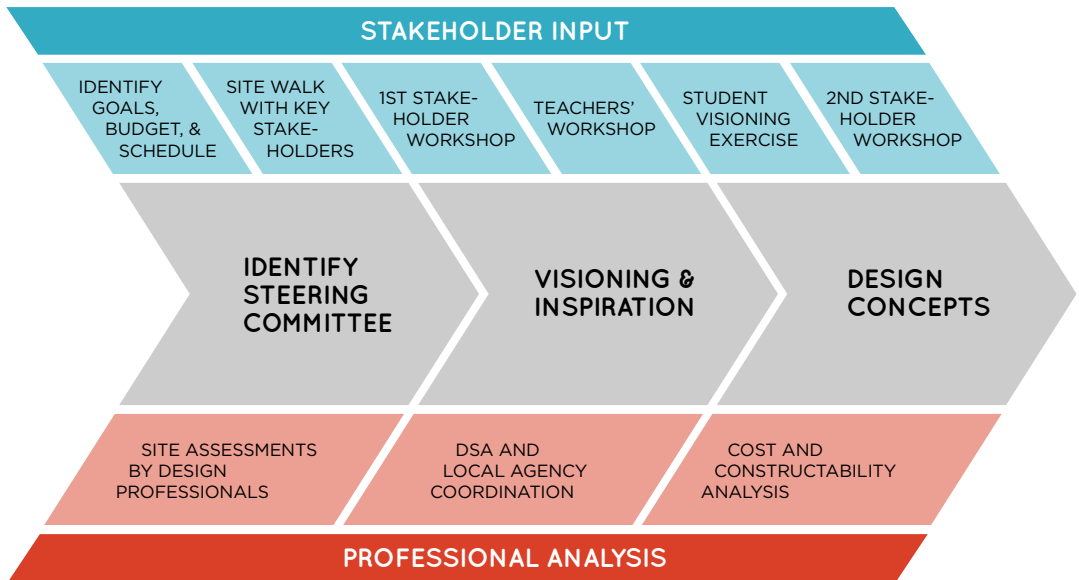 STAKEHOLDER INPUT
IDENTIFY
GOALS,
BUDGET, &
SCHEDULE
SITE WALK
WITH KEY
STAKE-
HOLDERS
1ST STAKE-
HOLDER
WORKSHOP
TEACHERS'
WORKSHOP
STUDENT
VISIONING
EXERCISE
2ND STAKE-
HOLDER
WORKSHOP
IDENTIFY
STEERING
COMMITTEE
VISIONING &
INSPIRATION
DESIGN
CONCEPTS
SITE ASSESSMENTS
BY DESIGN
PROFESSIONALS
DSA AND
LOCAL AGENCY
COORDINATION
COST AND
CONSTRUCTABILITY
ANALYSIS
PROFESSIONAL ANALYSIS